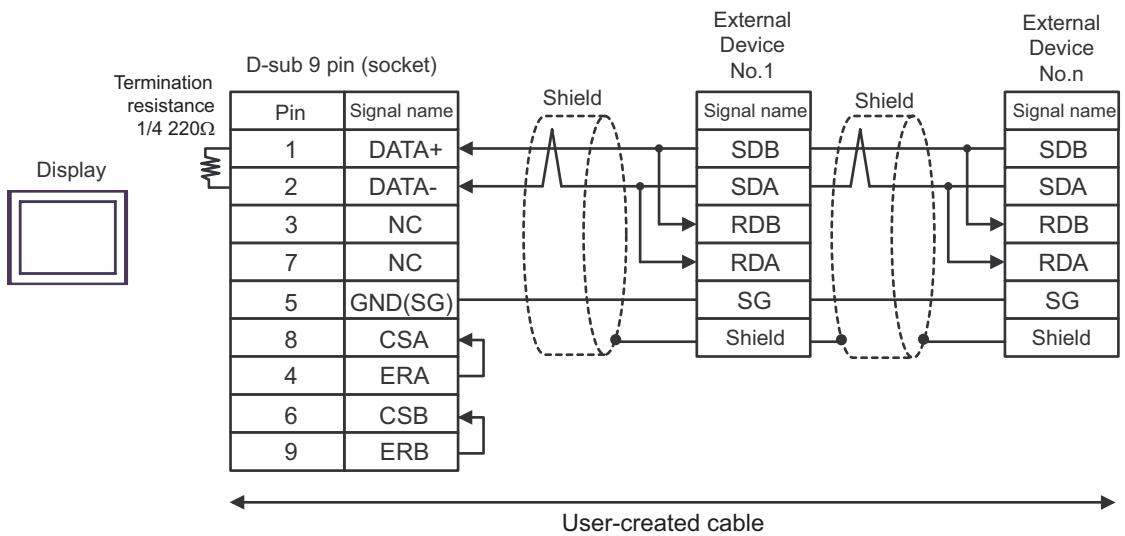 External
Device
No.1
External
Device
No.n
D-sub 9 pin (socket)
Termination
resistance
1/4 220Ω
Display
Shield
Shield
Pin Signal name
1 DATA+
2 DATA-
3 NC
7 NC
5 GND(SG)
8 CSA
4 ERA
6 CSB
9 ERB
Signal name
SDB
SDA
RDB
RDA
SG
Shield
Signal name
SDB
SDA
RDB
RDA
SG
Shield
User-created cable